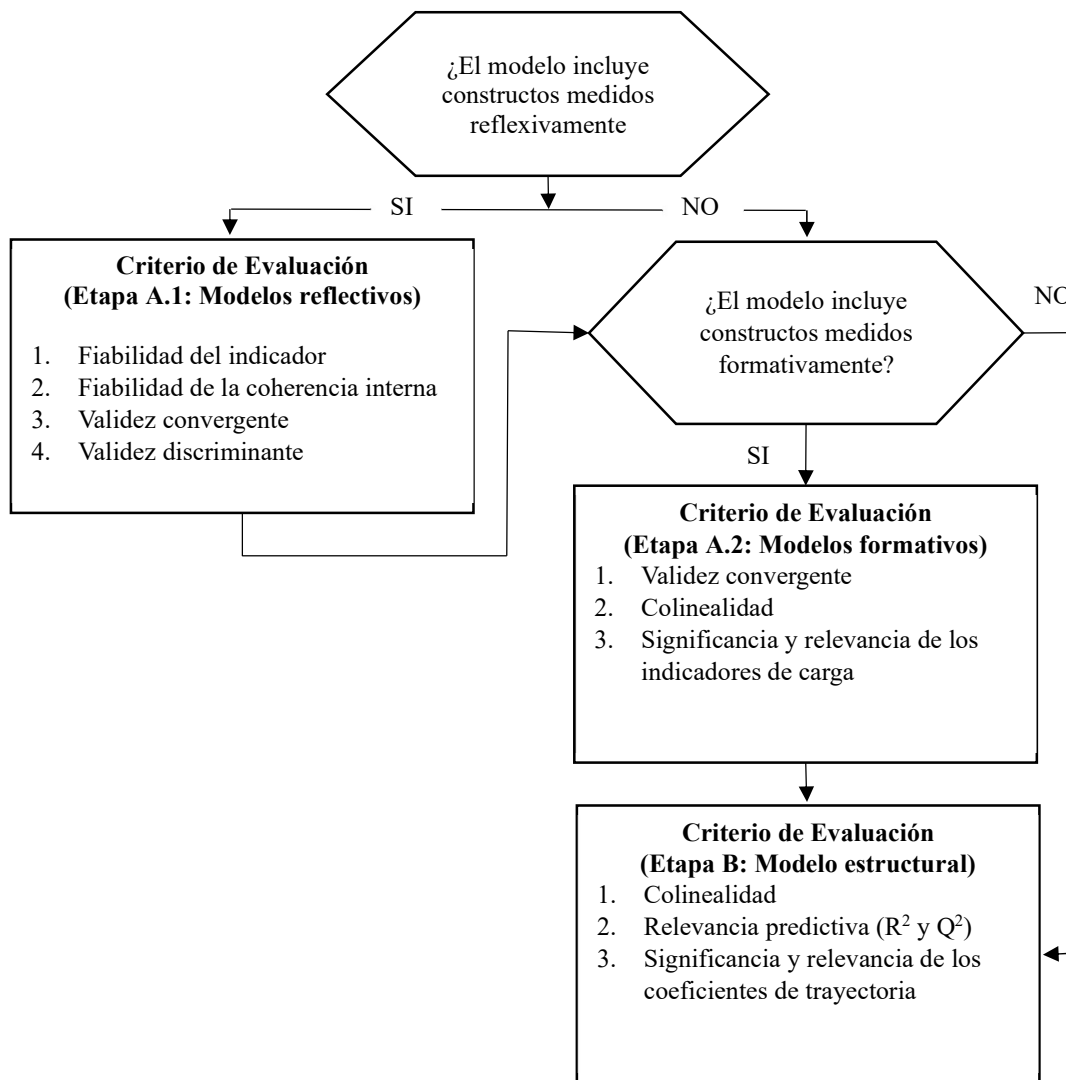 ¿El modelo incluye
constructos medidos
reflexivamente
SI
NO
Criterio de Evaluación
(Etapa A.1: Modelos reflectivos)
1. Fiabilidad del indicador
2. Fiabilidad de la coherencia interna
3. Validez convergente
4. Validez discriminante
¿El modelo incluye
constructos medidos
formativamente?
NO
SI
Criterio de Evaluación
(Etapa A.2: Modelos formativos)
1. Validez convergente
2. Colinealidad
3. Significancia y relevancia de los
indicadores de carga
Criterio de Evaluación
(Etapa B: Modelo estructural)
1. Colinealidad
2. Relevancia predictiva (R² y Q²)
3. Significancia y relevancia de los
coeficientes de trayectoria